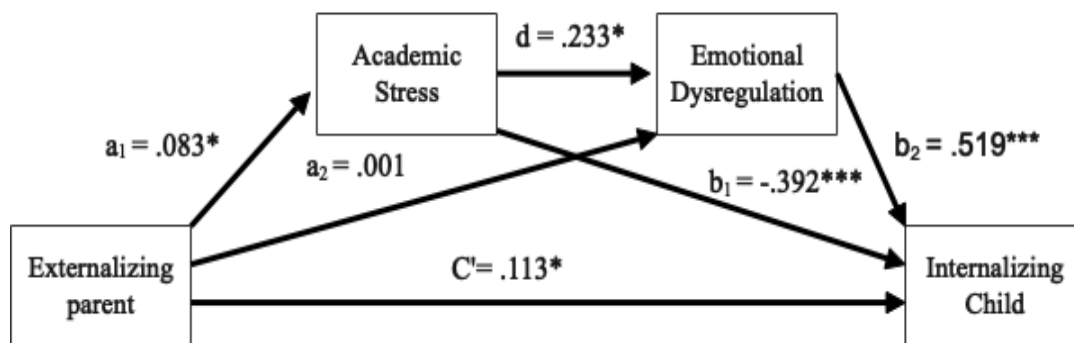 d = .233*
Academic
Stress
Emotional
Dysregulation
a₁ = .083*
a₂ = .001
b₁ = -.392***
b₂ = .519***
Externalizing
parent
C'= .113*
Internalizing
Child